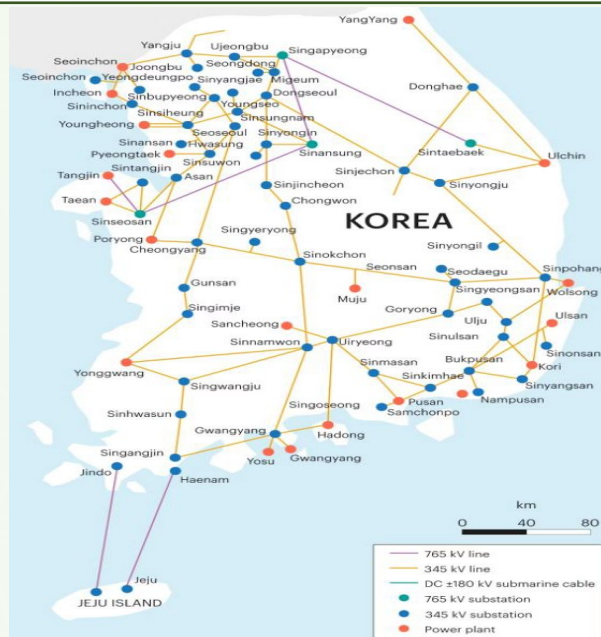 YangYang
Yangju
Ujeongbu
Singapyeong
Seoinchon
Joongbu
Seongdong
Seoinchon
Yeongdeungpo
Sinyangjae
Migeum
Donghae
Incheon
Sinbupyeong
Dongseoul
Sininchon
Youngseo
Sinsiheung
Sinsungnam
Youngheong
Seoseoul
Sinyongin
Sinansan
Hwasung
Sinansung
Sintaebaek
Pyeongtaek
Sinsuwon
Sinjechon
Ulchin
Tangjin
Sintangjin
Asan
Sinjincheon
Sinyongju
Taean
Chongwon
Sinseosan
KOREA
Poryong
Singyeryong
Cheongyang
Sinyongil
Sinokchon
Seonsan
Seodaegu
Sinpohang
Gunsan
Singyeongsan
Wolsong
Muju
Goryong
Singimje
Ulju
Ulsan
Sancheong
Sinnamwon
Uiryeong
Sinulsan
Sinmasan
Bukpusan
Sinonsan
Yonggwang
Sinkimhae
Kori
Singwangju
Sinyangsan
Singoseong
Pusan
Nampusan
Sinhwasun
Samchonpo
Gwangyang
Hadong
Singangjin
Yosu
Gwangyang
Jindo
Haenam
km
0 40 80
Jeju
JEJU ISLAND
765 kV line
345 kV line
DC ±180 kV submarine cable
765 kV substation
345 kV substation
Power plant